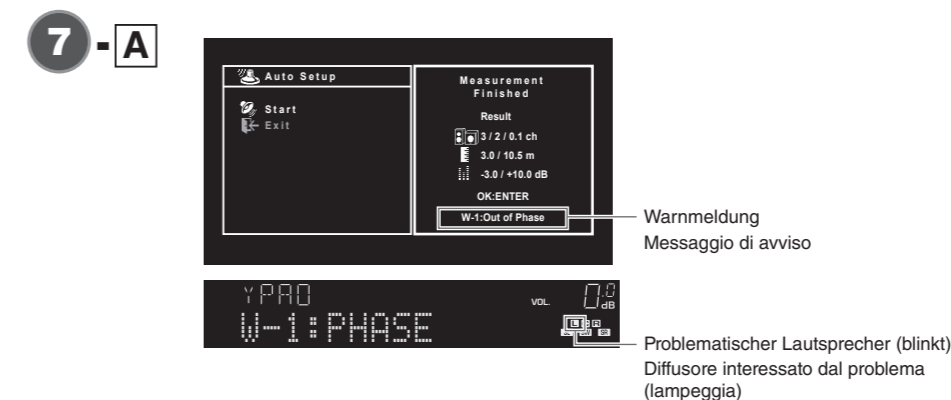 7 - A
Auto Setup
Start
Exit
Measurement
Finished
Result
3 / 2 / 0.1 ch
3.0 / 10.5 m
-3.0 / +10.0 dB
OK:ENTER
W-1:Out of Phase
Warnmeldung
Messaggio di avviso
YPAO
VOL.
0.0
dB
W-1:PHASE
L
R
SR
Problematischer Lautsprecher (blinkt)
Diffusore interessato dal problema
(lampeggia)